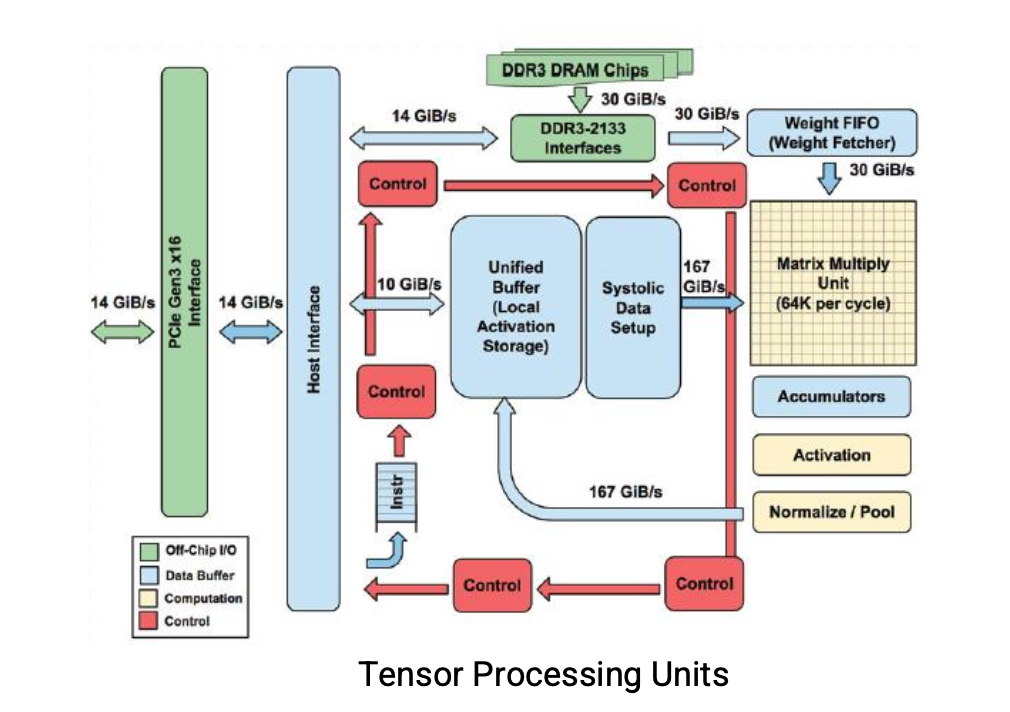 DDR3 DRAM Chips
30 GiB/s
14 GiB/s
30 GiB/s
DDR3-2133
Interfaces
Weight FIFO
(Weight Fetcher)
30 GiB/s
Control
Control
PCIe Gen3 x16
Interface
Host Interface
14 GiB/s
14 GiB/s
10 GiB/s
Unified
Buffer
(Local
Activation
Storage)
Systolic
Data
Setup
167
GiB/s
Matrix Multiply
Unit
(64K per cycle)
Control
Accumulators
Activation
Instr
167 GiB/s
Normalize / Pool
Off-Chip I/O
Data Buffer
Computation
Control
Control
Control
Tensor Processing Units